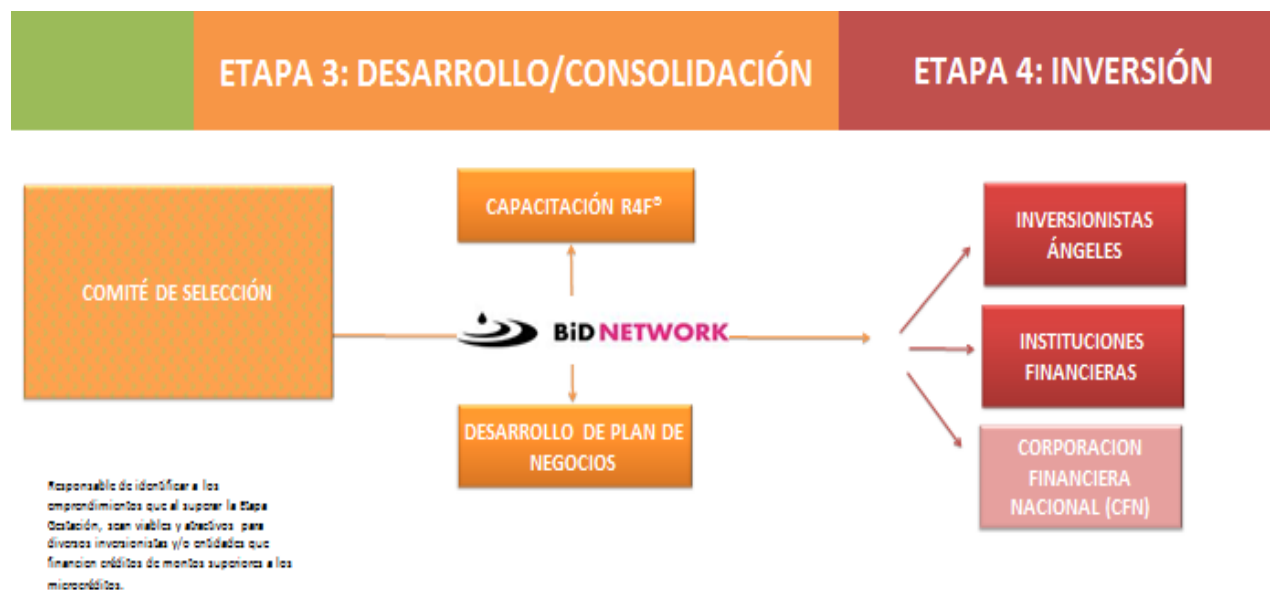 ETAPA 3: DESARROLLO/CONSOLIDACIÓN
ETAPA 4: INVERSIÓN
COMITÉ DE SELECCIÓN
CAPACITACIÓN R4F®
BiD NETWORK
DESARROLLO DE PLAN DE
NEGOCIOS
INVERSIONISTAS
ÁNGELES
INSTITUCIONES
FINANCIERAS
CORPORACION
FINANCIERA
NACIONAL (CFN)
Responsable de identificar a los
emprendimientos que al superar la Etapa
Gestación, sean viables y atractivos para
diversos inversionistas y/o entidades que
financien créditos de montos superiores a los
microcréditos.